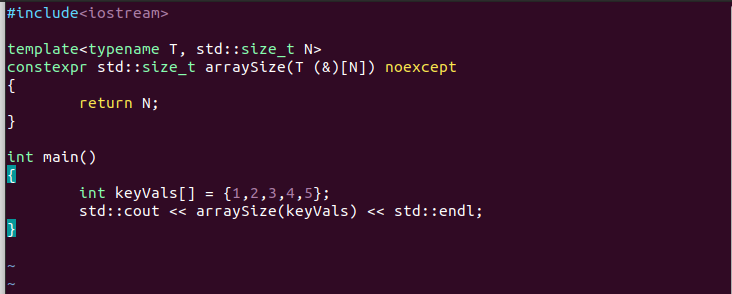 #include<iostream>
template<typename T, std::size_t N>
constexpr std::size_t arraySize(T (&)[N]) noexcept
{
        return N;
}
int main()
{
        int keyVals[] = {1,2,3,4,5};
        std::cout << arraySize(keyVals) << std::endl;
}
~
~